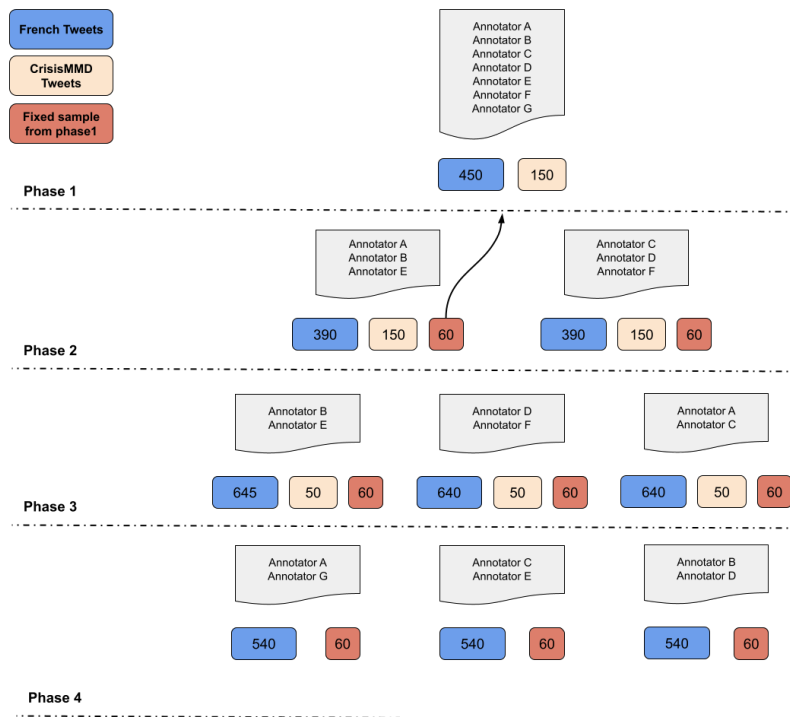 French Tweets
CrisisMMD
Tweets
Fixed sample
from phase1
Annotator A
Annotator B
Annotator C
Annotator D
Annotator E
Annotator F
Annotator G
450
150
Phase 1
Annotator A
Annotator B
Annotator E
Annotator C
Annotator D
Annotator F
390
150
60
390
150
60
Phase 2
Annotator B
Annotator E
Annotator D
Annotator F
Annotator A
Annotator C
645
50
60
640
50
60
640
50
60
Phase 3
Annotator A
Annotator G
Annotator C
Annotator E
Annotator B
Annotator D
540
60
540
60
540
60
Phase 4